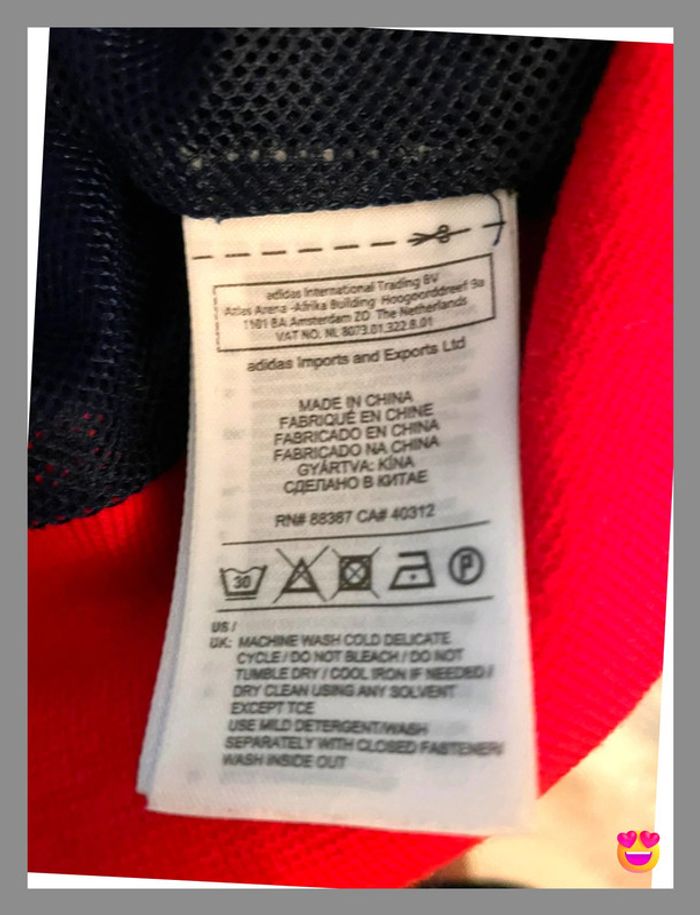 adidas International Trading BV
Atlas Arena -Afrika Building Hoogoorddreef 9a
1101 BA Amsterdam ZO The Netherlands
VAT NO. NL 8073.01.322.B.01
adidas Imports and Exports Ltd
MADE IN CHINA
FABRIQUÉ EN CHINE
FABRICADO EN CHINA
FABRICADO NA CHINA
GYÁRTVA: KÍNA
СДЕЛАНО В КИТАЕ
RN# 88387 CA# 40312
30 P
US /
UK: MACHINE WASH COLD DELICATE
CYCLE / DO NOT BLEACH / DO NOT
TUMBLE DRY / COOL IRON IF NEEDED /
DRY CLEAN USING ANY SOLVENT
EXCEPT TCE
USE MILD DETERGENT/WASH
SEPARATELY WITH CLOSED FASTENER/
WASH INSIDE OUT